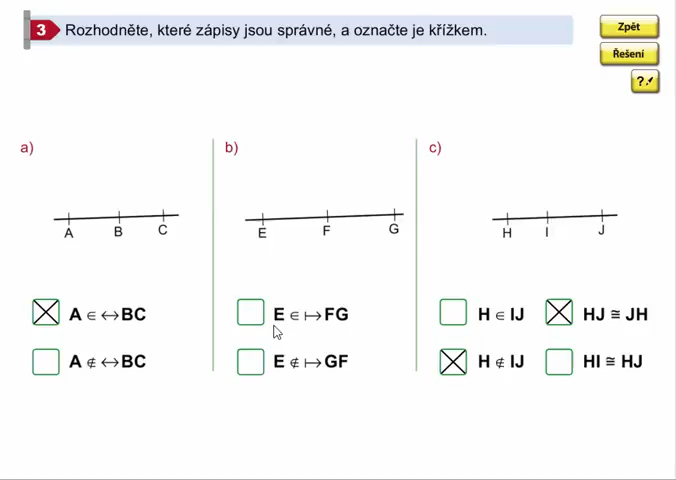 3 Rozhodněte, které zápisy jsou správné, a označte je křížkem.
Zpět
Řešení
?
a)
b)
c)
A B C
E F G
H I J
A ∈ ↔BC
E ∈ ↦FG
H ∈ IJ
HJ ≅ JH
A ∉ ↔BC
E ∉ ↦GF
H ∉ IJ
HI ≅ HJ